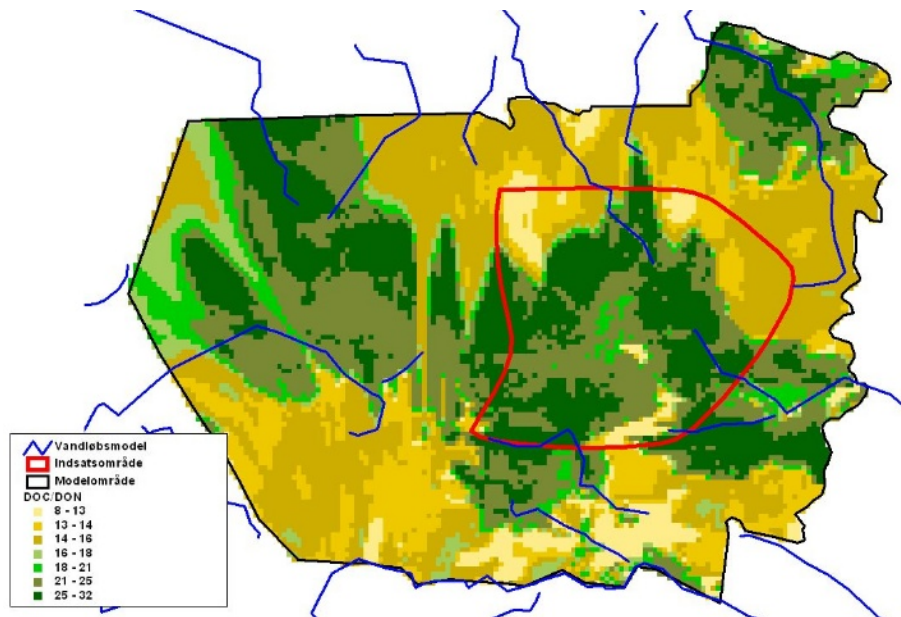 Vandløbsmodel
Indsatsområde
Modelområde
DOC/DON
8 - 13
13 - 14
14 - 16
16 - 18
18 - 21
21 - 25
25 - 32